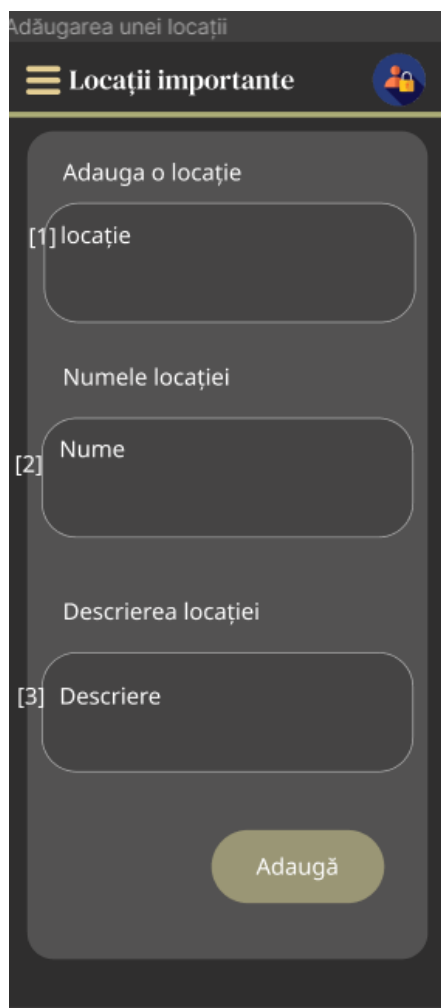 Adăugarea unei locații
Locații importante
Adauga o locație
[1] locație
Numele locației
[2] Nume
Descrierea locației
[3] Descriere
Adaugă